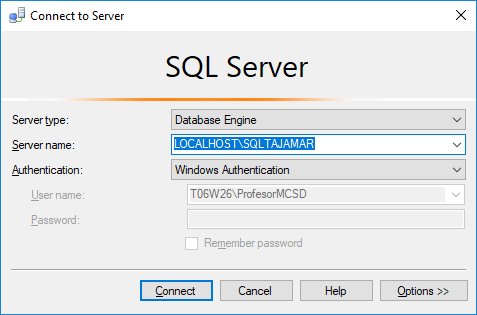 Connect to Server
SQL Server
Server type: Database Engine
Server name: LOCALHOST\SQLTAJAMAR
Authentication: Windows Authentication
User name: T06W26\ProfesorMCSD
Password:
Remember password
Connect Cancel Help Options >>